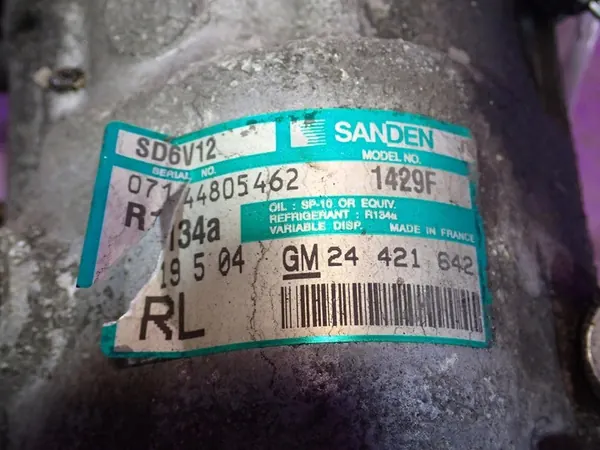 SD6V12
SANDEN
SERIAL NO.
MODEL NO.
07144805462
1429F
R134a
OIL : SP-10 OR EQUIV.
REFRIGERANT : R134a
VARIABLE DISP. MADE IN FRANCE
19 5 04
GM 24 421 642
RL